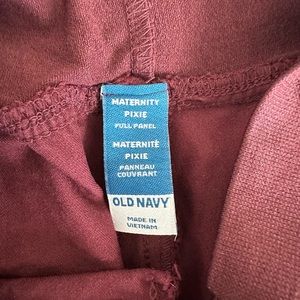 MATERNITY
PIXIE
FULL PANEL
MATERNITÉ
PIXIE
PANNEAU
COUVRANT
OLD NAVY
MADE IN
VIETNAM